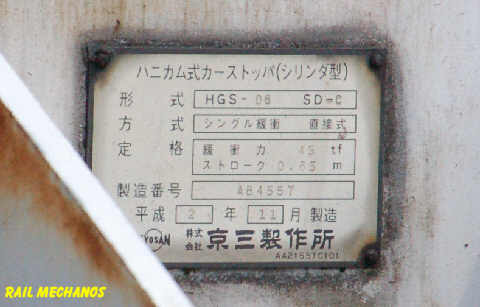 ハニカム式カーストッパ(シリンダ型)
形 式 HGS-06 SD-C
方 式 シングル緩衝 直接式
定 格 緩衝力 45 tf
ストローク 0.65 m
製造番号 AB4557
平成 2 年 11 月 製造
KYOSAN 株式会社 京三製作所
AA2155TC101
RAIL MECHANOS